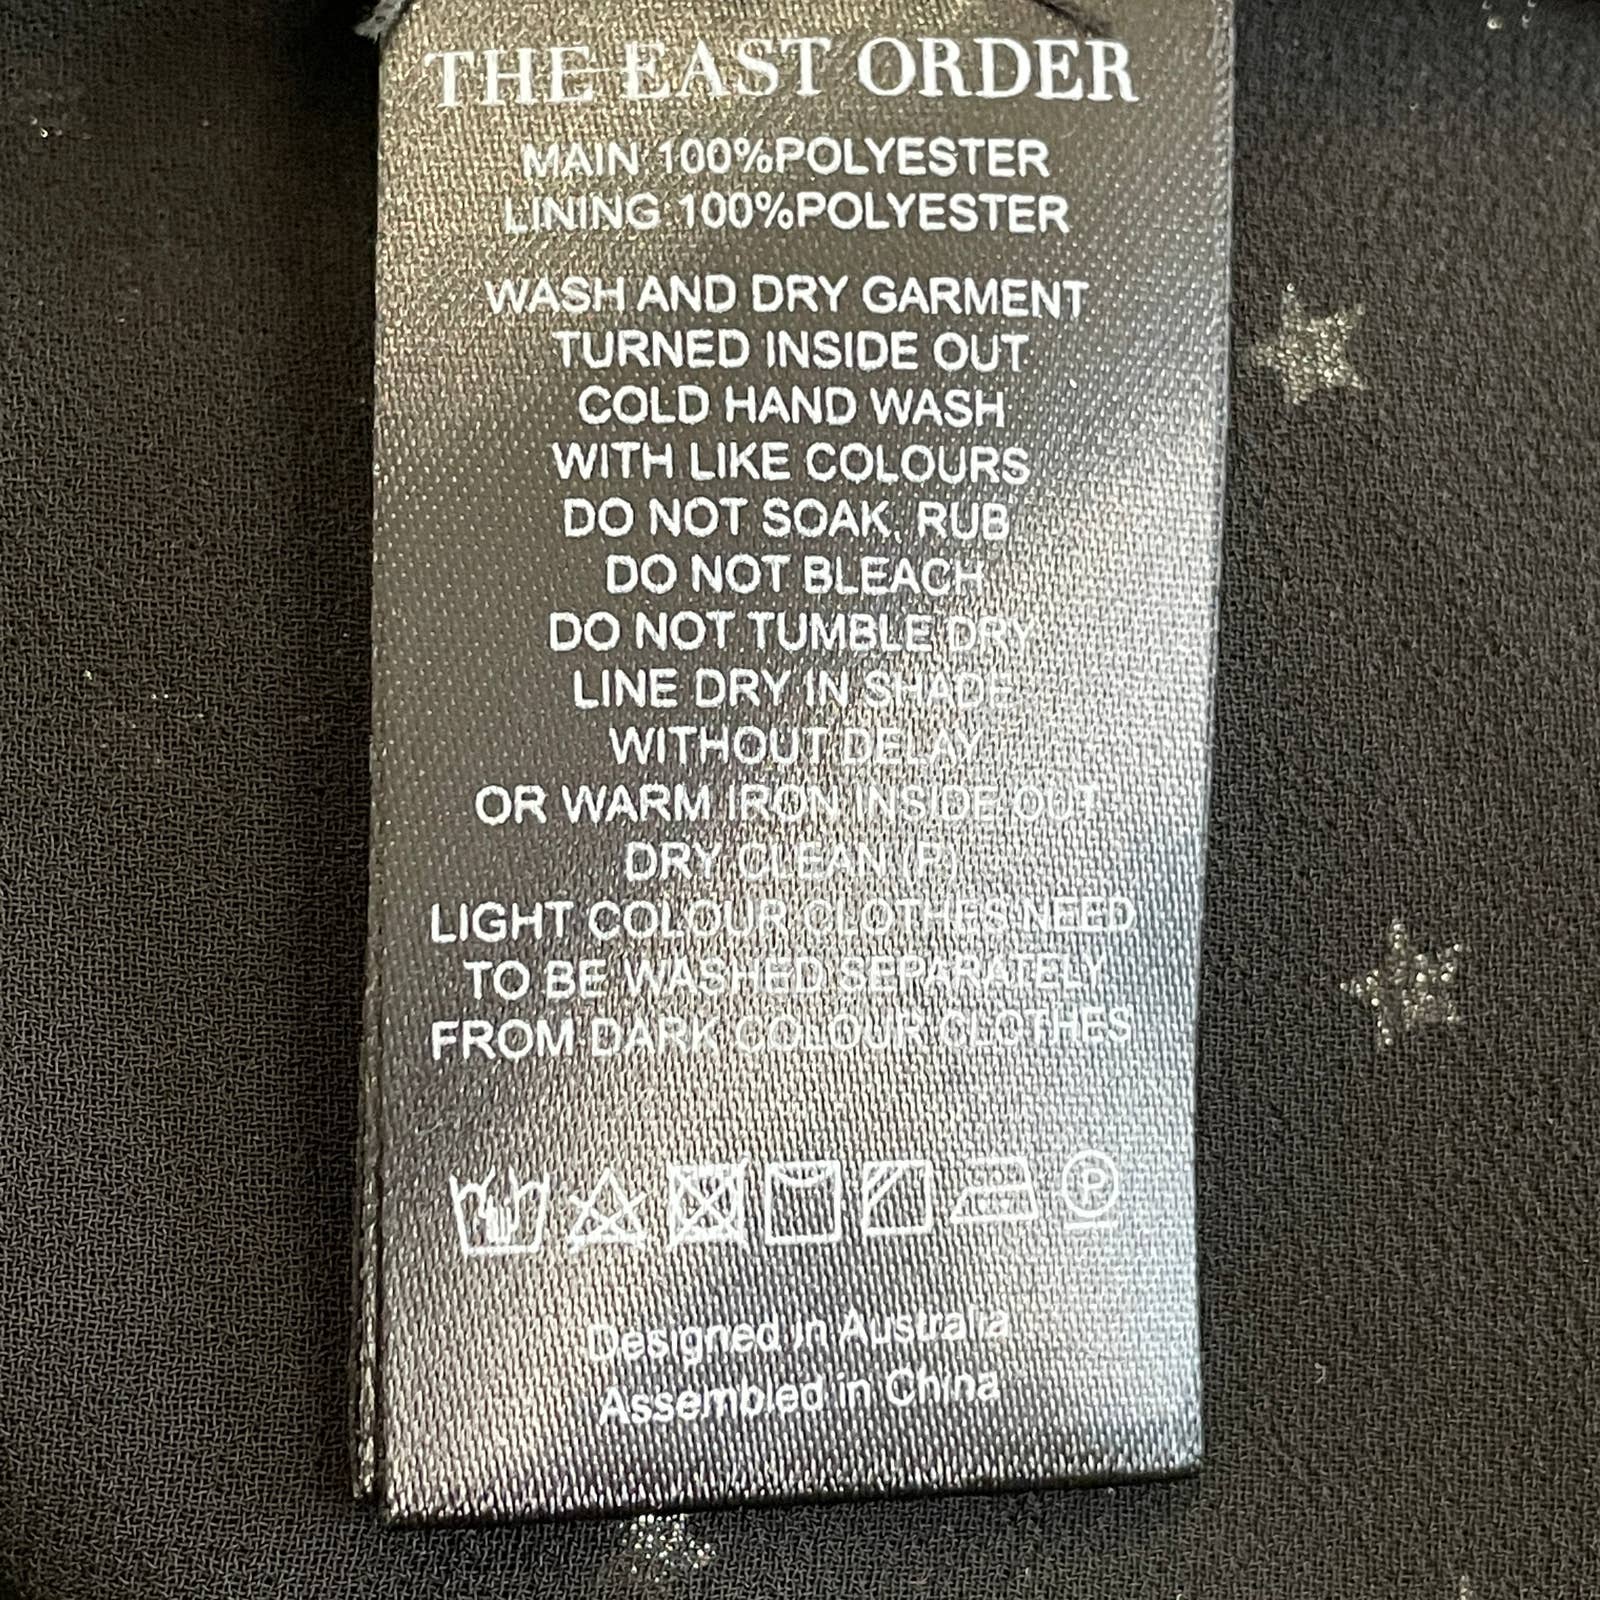 THE EAST ORDER
MAIN 100%POLYESTER
LINING 100%POLYESTER
WASH AND DRY GARMENT
TURNED INSIDE OUT
COLD HAND WASH
WITH LIKE COLOURS
DO NOT SOAK, RUB
DO NOT BLEACH
DO NOT TUMBLE DRY
LINE DRY IN SHADE
WITHOUT DELAY
OR WARM IRON INSIDE OUT
DRY CLEAN (P)
LIGHT COLOUR CLOTHES NEED
TO BE WASHED SEPARATELY
FROM DARK COLOUR CLOTHES
P
Designed in Australia
Assembled in China